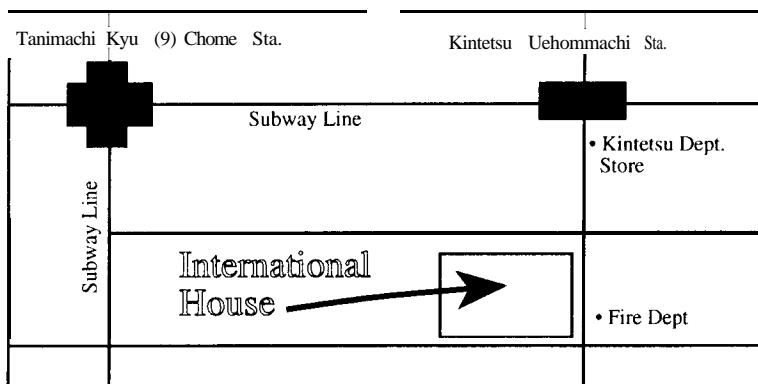 Tanimachi Kyu (9) Chome Sta.
Kintetsu Uehommachi Sta.
Subway Line
• Kintetsu Dept.
Store
Subway Line
International
House
• Fire Dept